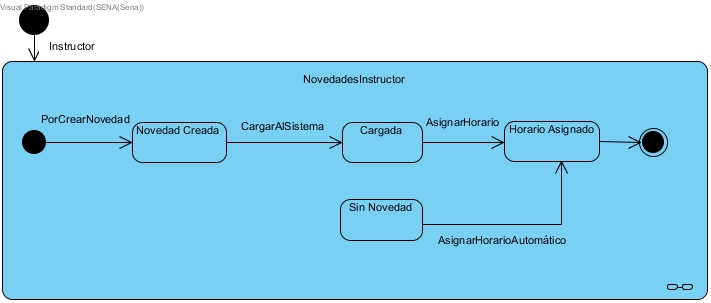 Visual Paradigm Standard(SENA(Sena))
Instructor
NovedadesInstructor
PorCrearNovedad
Novedad Creada
CargarAlSistema
Cargada
AsignarHorario
Horario Asignado
Sin Novedad
AsignarHorarioAutomático